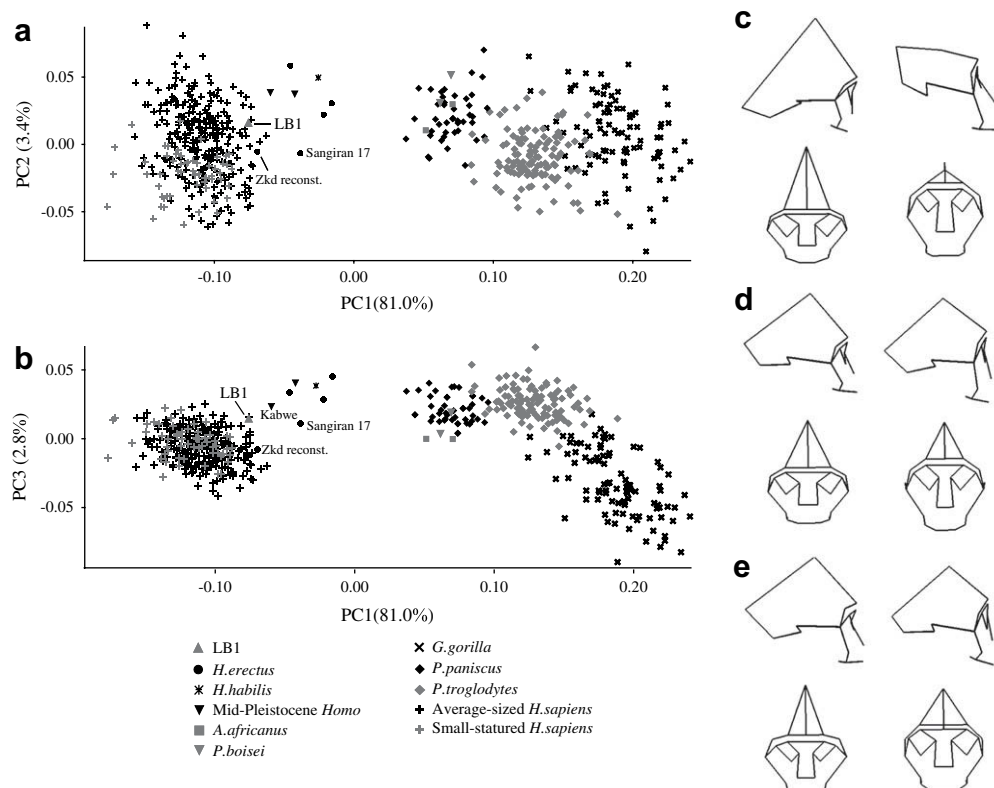 a
0.05
0.00
-0.05
PC2 (3.4%)
LB1
Sangiran 17
Zkd reconst.
-0.10
0.00
0.10
0.20
PC1(81.0%)
b
0.05
0.00
-0.05
PC3 (2.8%)
LB1
Kabwe
Sangiran 17
Zkd reconst.
-0.10
0.00
0.10
0.20
PC1(81.0%)
LB1
H.erectus
H.habilis
Mid-Pleistocene Homo
A.africanus
P.boisei
G.gorilla
P.paniscus
P.troglodytes
Average-sized H.sapiens
Small-statured H.sapiens
c
d
e